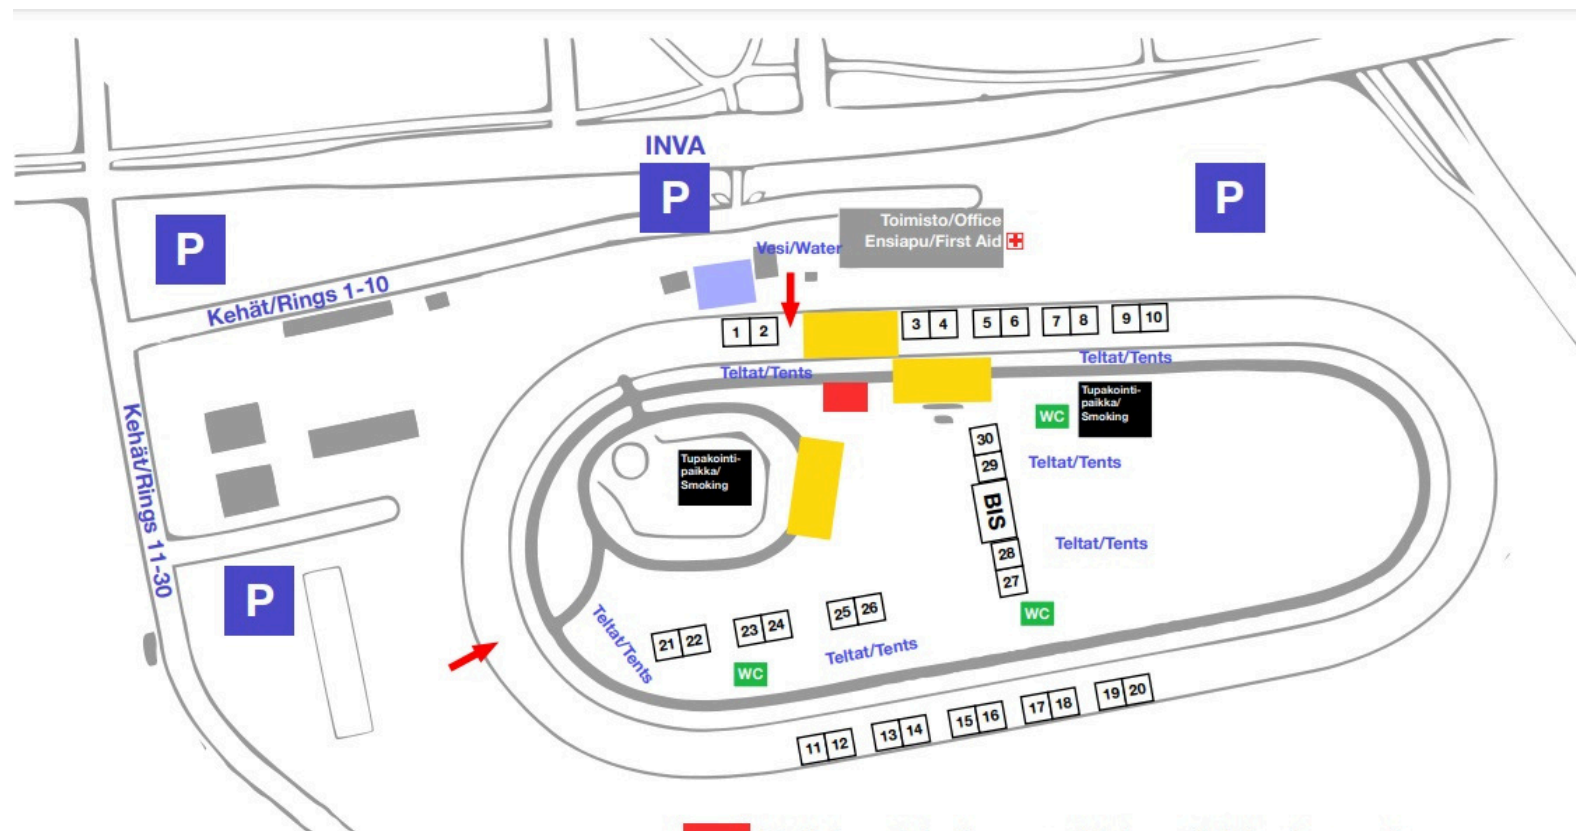 INVA
P
P
P
Toimisto/Office
Ensiapu/First Aid
Vesi/Water
Kehät/Rings 1-10
1 2
3 4
5 6
7 8
9 10
Teltat/Tents
Teltat/Tents
Tupakointi-
paikka/
Smoking
WC
Kehät/Rings 11-30
30
29
BIS
28
27
Teltat/Tents
Tupakointi-
paikka/
Smoking
Teltat/Tents
P
25 26
23 24
21 22
WC
Teltat/Tents
Teltat/Tents
WC
19 20
17 18
15 16
13 14
11 12